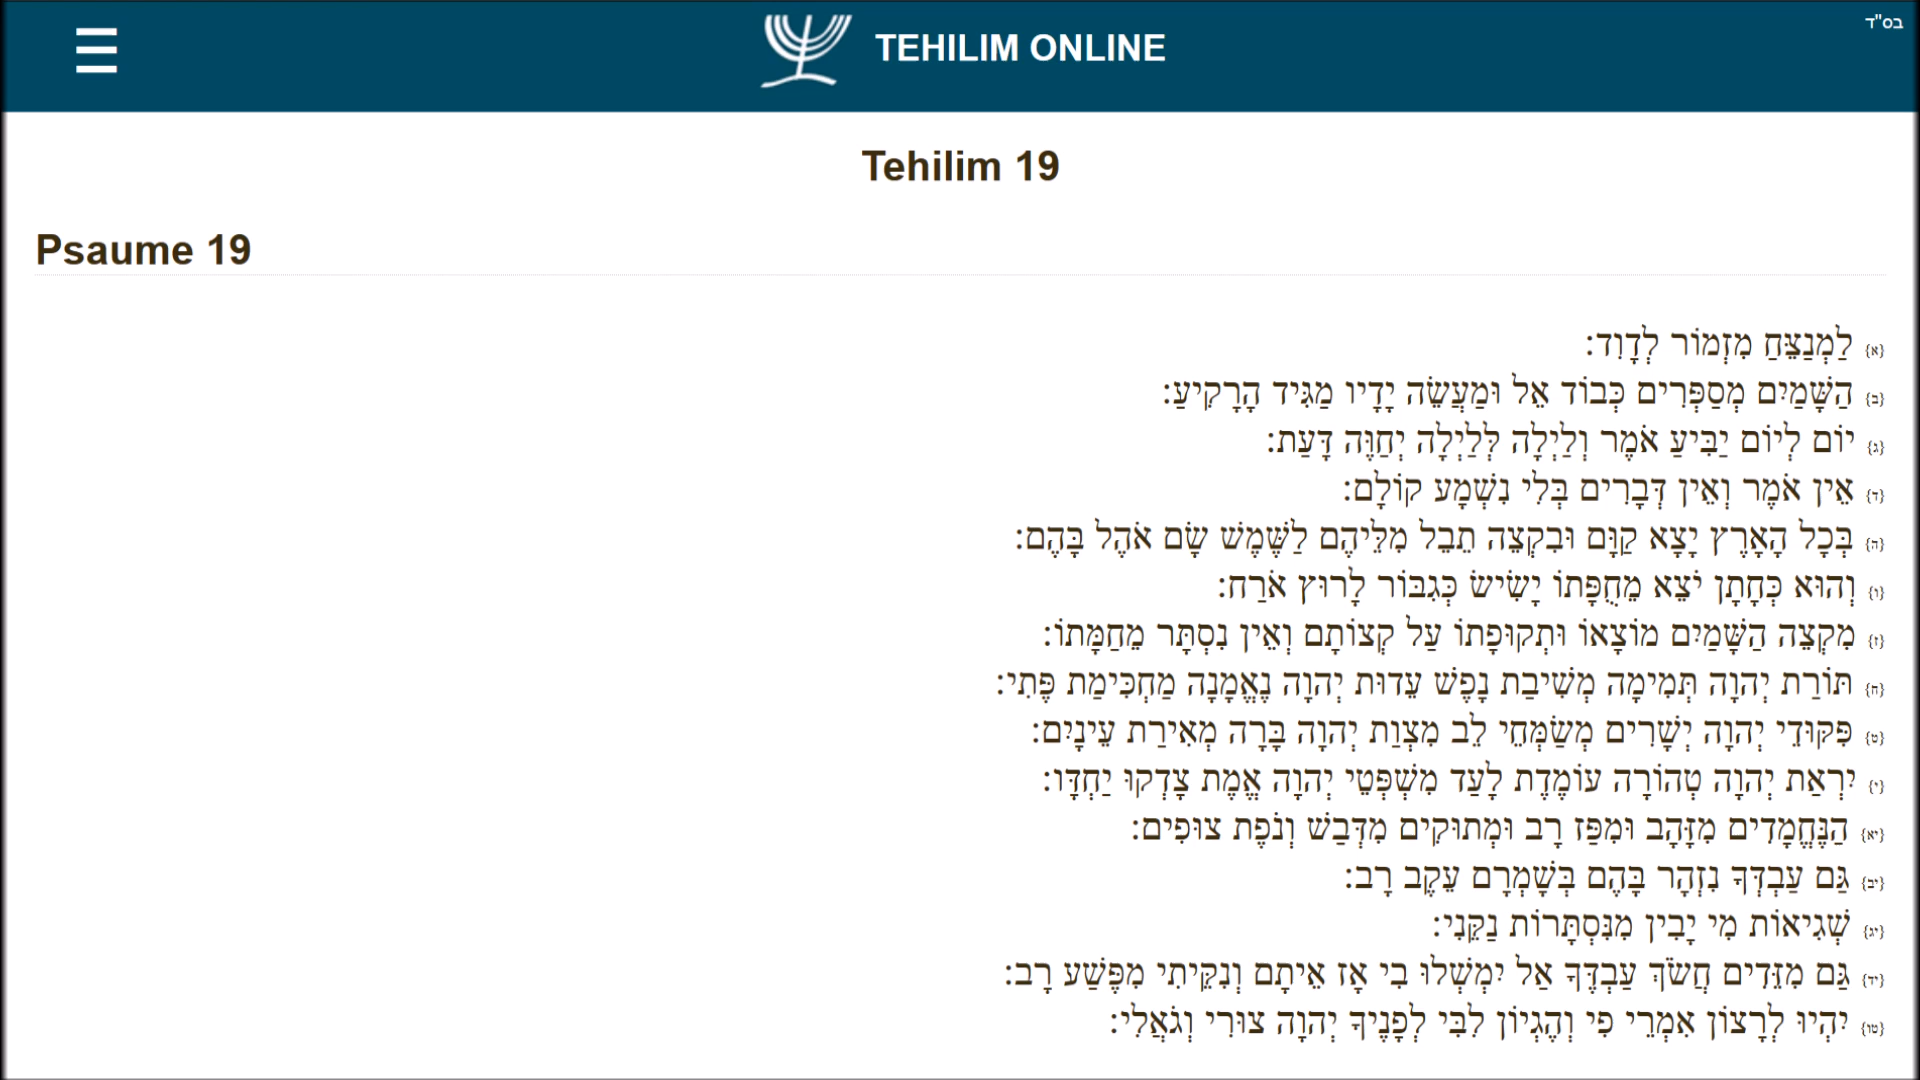 בס"ד
TEHILIM ONLINE
Tehilim 19
Psaume 19
{א} לַמְנַצֵּחַ מִזְמוֹר לְדָוִד:
{ב} הַשָּׁמַיִם מְסַפְּרִים כְּבוֹד אֵל וּמַעֲשֵׂה יָדָיו מַגִּיד הָרָקִיעַ:
{ג} יוֹם לְיוֹם יַבִּיעַ אֹמֶר וְלַיְלָה לְּלַיְלָה יְחַוֶּה דָּעַת:
{ד} אֵין אֹמֶר וְאֵין דְּבָרִים בְּלִי נִשְׁמָע קוֹלָם:
{ה} בְּכָל הָאָרֶץ יָצָא קַוָּם וּבִקְצֵה תֵבֵל מִלֵּיהֶם לַשֶּׁמֶשׁ שָׂם אֹהֶל בָּהֶם:
{ו} וְהוּא כְּחָתָן יֹצֵא מֵחֻפָּתוֹ יָשִׂישׂ כְּגִבּוֹר לָרוּץ אֹרַח:
{ז} מִקְצֵה הַשָּׁמַיִם מוֹצָאוֹ וּתְקוּפָתוֹ עַל קְצוֹתָם וְאֵין נִסְתָּר מֵחַמָּתוֹ:
{ח} תּוֹרַת יְהוָה תְּמִימָה מְשִׁיבַת נָפֶשׁ עֵדוּת יְהוָה נֶאֱמָנָה מַחְכִּימַת פֶּתִי:
{ט} פִּקּוּדֵי יְהוָה יְשָׁרִים מְשַׂמְּחֵי לֵב מִצְוַת יְהוָה בָּרָה מְאִירַת עֵינָיִם:
{י} יִרְאַת יְהוָה טְהוֹרָה עוֹמֶדֶת לָעַד מִשְׁפְּטֵי יְהוָה אֱמֶת צָדְקוּ יַחְדָּו:
{יא} הַנֶּחֱמָדִים מִזָּהָב וּמִפַּז רָב וּמְתוּקִים מִדְּבַשׁ וְנֹפֶת צוּפִים:
{יב} גַּם עַבְדְּךָ נִזְהָר בָּהֶם בְּשָׁמְרָם עֵקֶב רָב:
{יג} שְׁגִיאוֹת מִי יָבִין מִנִּסְתָּרוֹת נַקֵּנִי:
{יד} גַּם מִזֵּדִים חֲשֹׂךְ עַבְדֶּךָ אַל יִמְשְׁלוּ בִי אָז אֵיתָם וְנִקֵּיתִי מִפֶּשַׁע רָב:
{טו} יִהְיוּ לְרָצוֹן אִמְרֵי פִי וְהֶגְיוֹן לִבִּי לְפָנֶיךָ יְהוָה צוּרִי וְגֹאֲלִי: